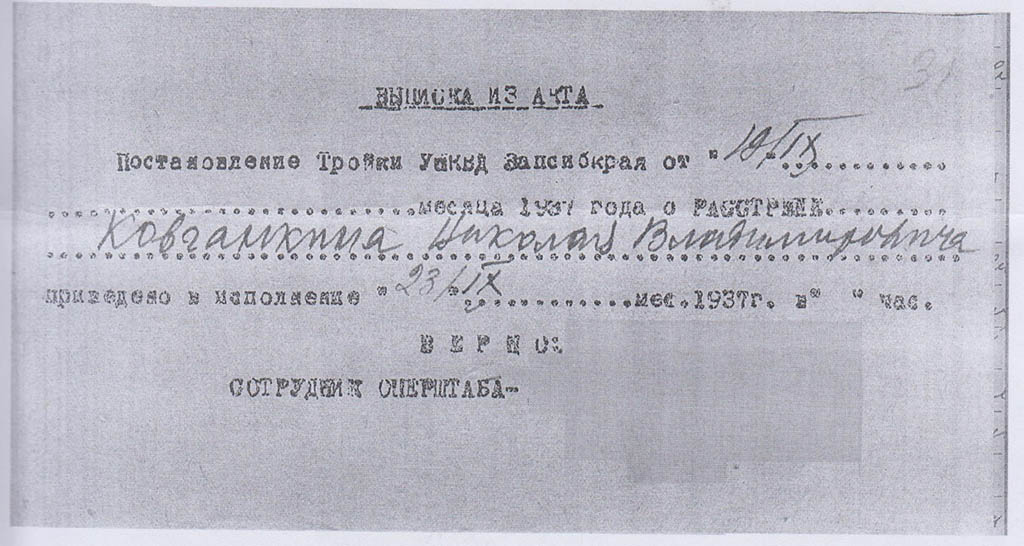 31
ВЫПИСКА ИЗ АКТА
Постановление Тройки УНКВД Запсибкрая от "19/IX
месяца 1937 года о РАССТРЕЛЕ
Ковганкина Николая Владимировича
приведено в исполнение "23/"IX мес.1937г. в" " час.
ВЕРНО:
СОТРУДНИК ОПЕРШТАБА-